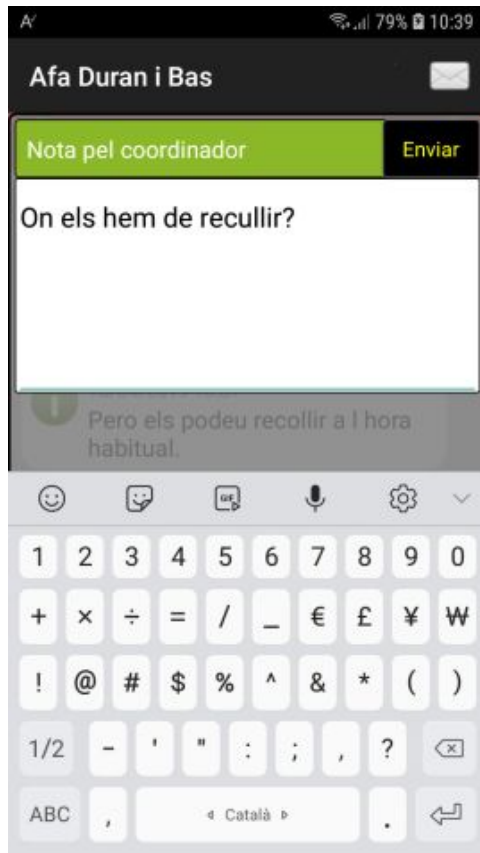 79% 10:39
Afa Duran i Bas
Nota pel coordinador Enviar
On els hem de recullir?
Pero els podeu recollir a l hora
habitual.
GIF
1 2 3 4 5 6 7 8 9 0
+ × ÷ = / _ € £ ¥ ₩
! @ # $ % ^ & * ( )
1/2 - ' " : ; , ?
ABC , Català .